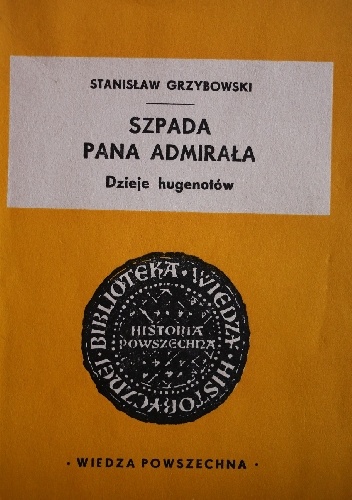 STANISŁAW GRZYBOWSKI
SZPADA
PANA ADMIRAŁA
Dzieje hugenotów
BIBLIOTEKA · WIEDZY · HISTORYCZNEJ ·
HISTORIA
POWSZECHNA
· WIEDZA POWSZECHNA ·